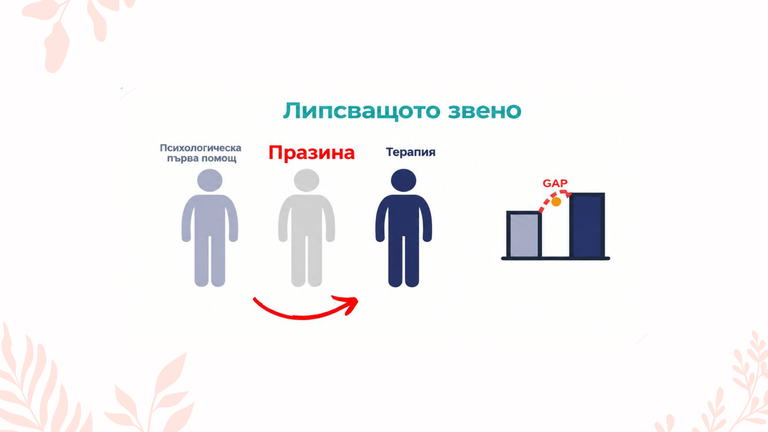 Липсващото звено
Психологическа
първа помощ
Празина
Терапия
GAP